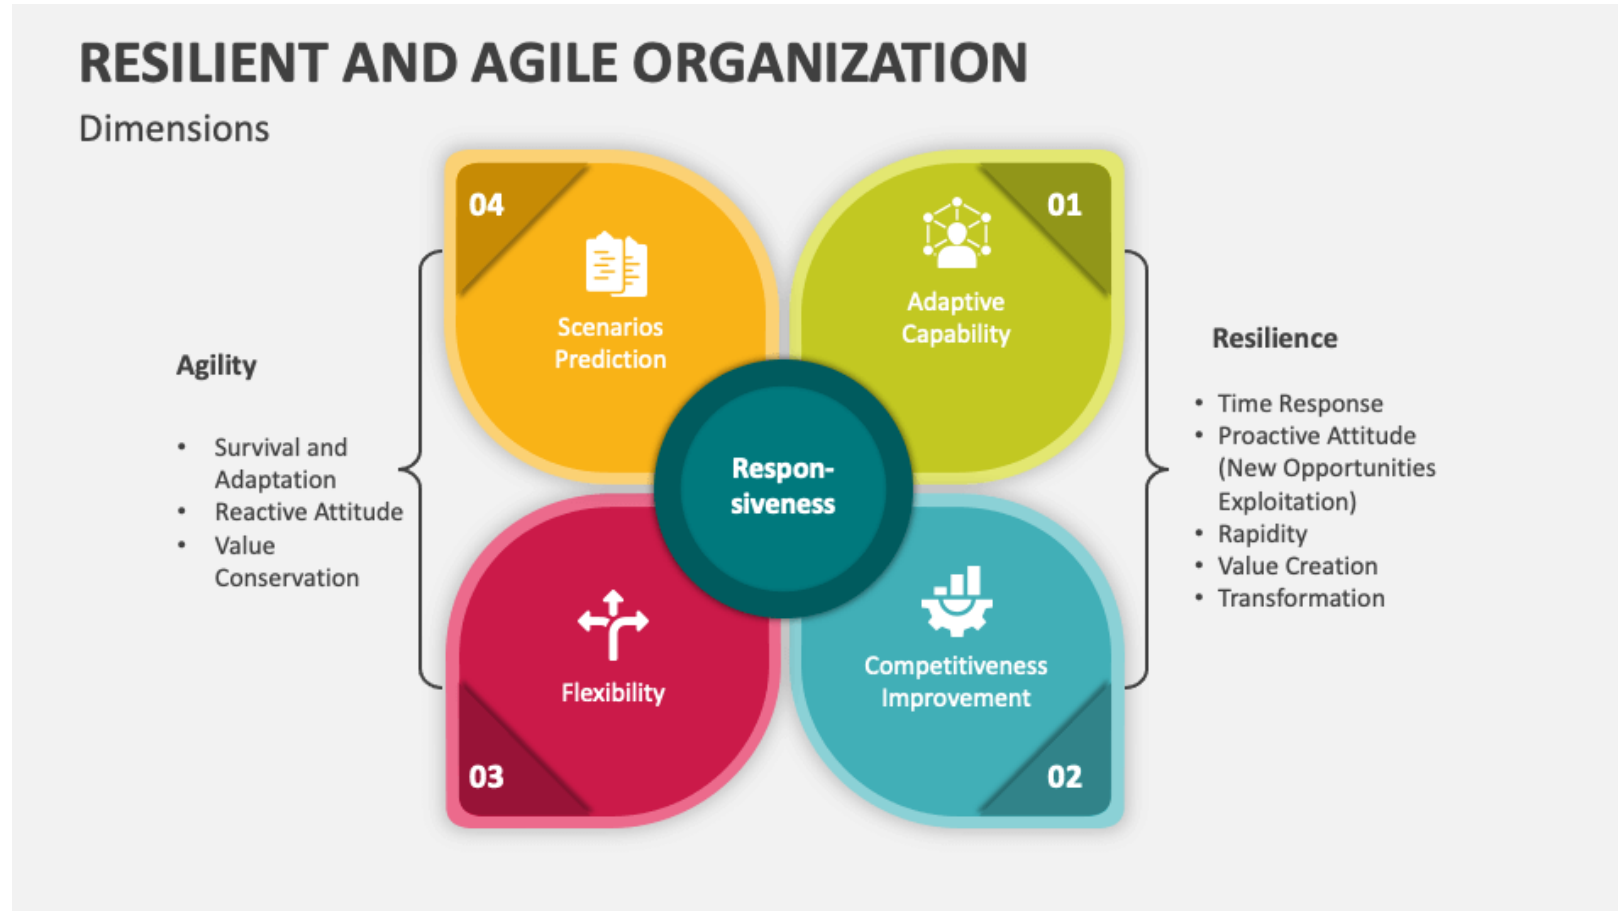 RESILIENT AND AGILE ORGANIZATION
Dimensions
04
Scenarios
Prediction
01
Adaptive
Capability
Respon-
siveness
03
Flexibility
02
Competitiveness
Improvement
Agility
• Survival and
Adaptation
• Reactive Attitude
• Value
Conservation
Resilience
• Time Response
• Proactive Attitude
(New Opportunities
Exploitation)
• Rapidity
• Value Creation
• Transformation